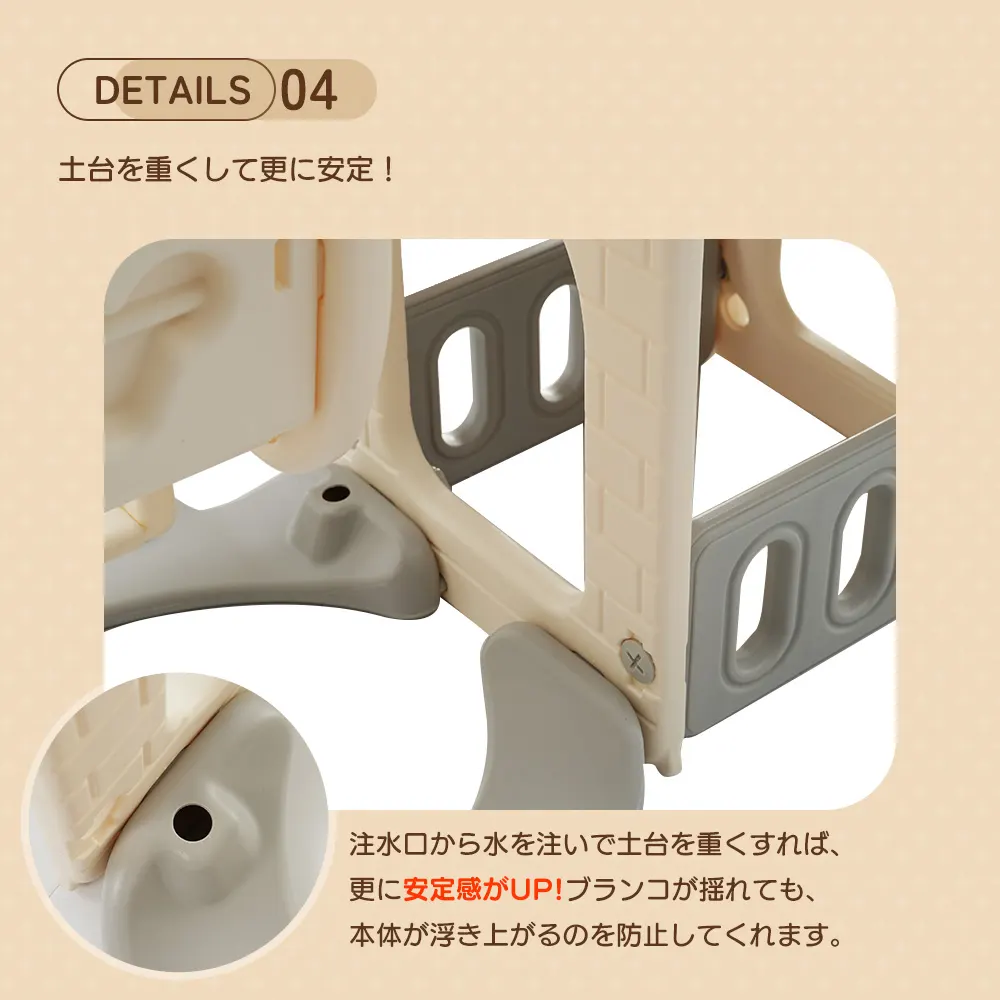 DETAILS 04
土台を重くして更に安定！
注水口から水を注いで土台を重くすれば、
更に安定感がUP!ブランコが揺れても、
本体が浮き上がるのを防止してくれます。